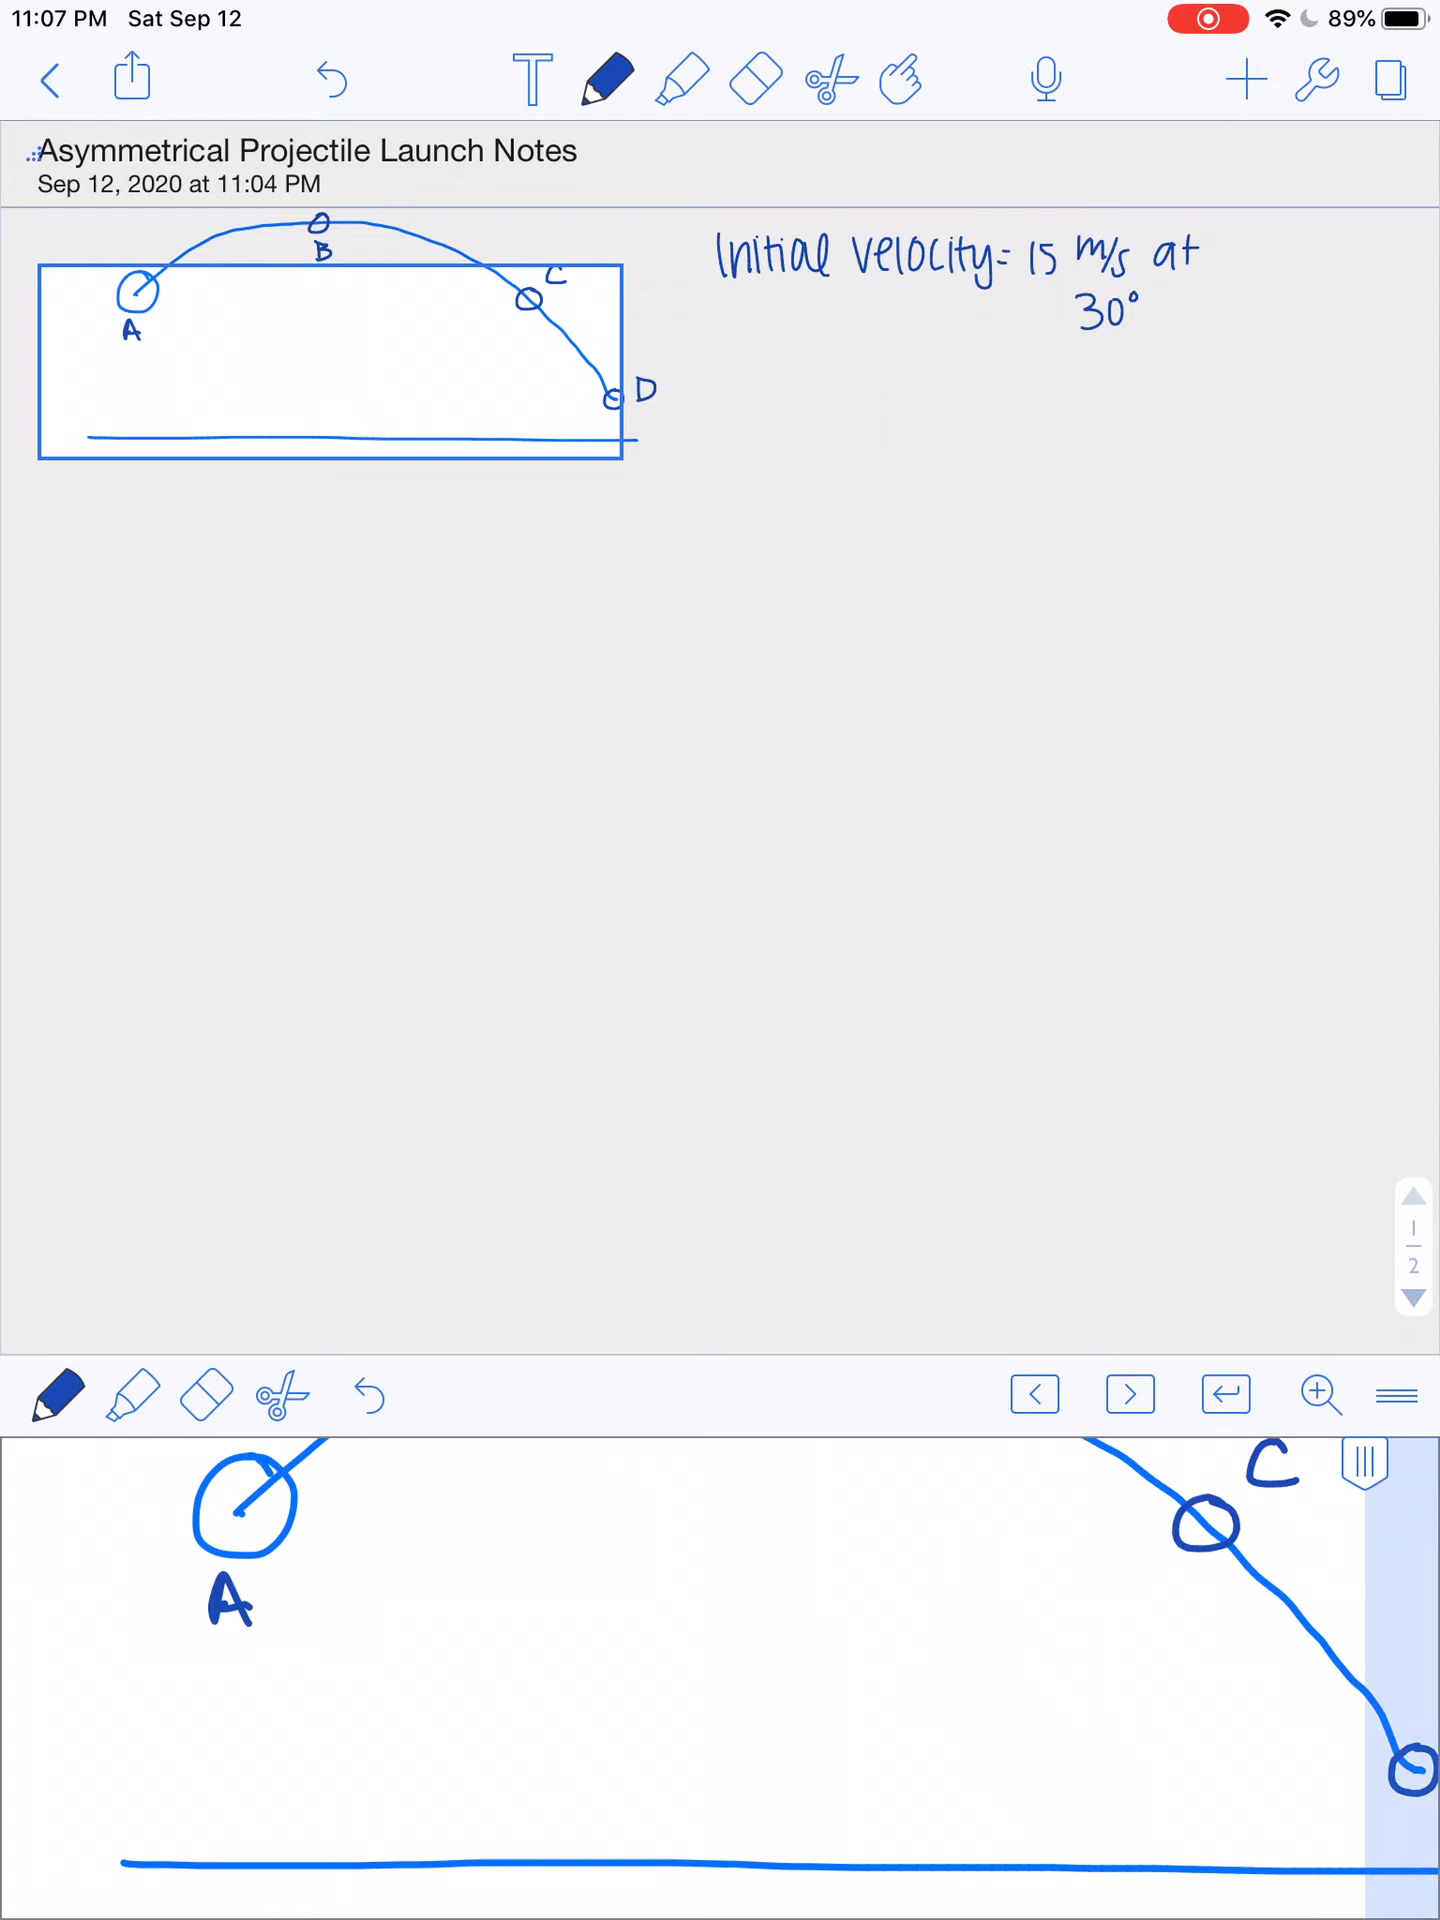 11:07 PM Sat Sep 12
89%
T
Asymmetrical Projectile Launch Notes
Sep 12, 2020 at 11:04 PM
B
C
A
D
Initial velocity= 15 m/s at
30°
1
2
C
A